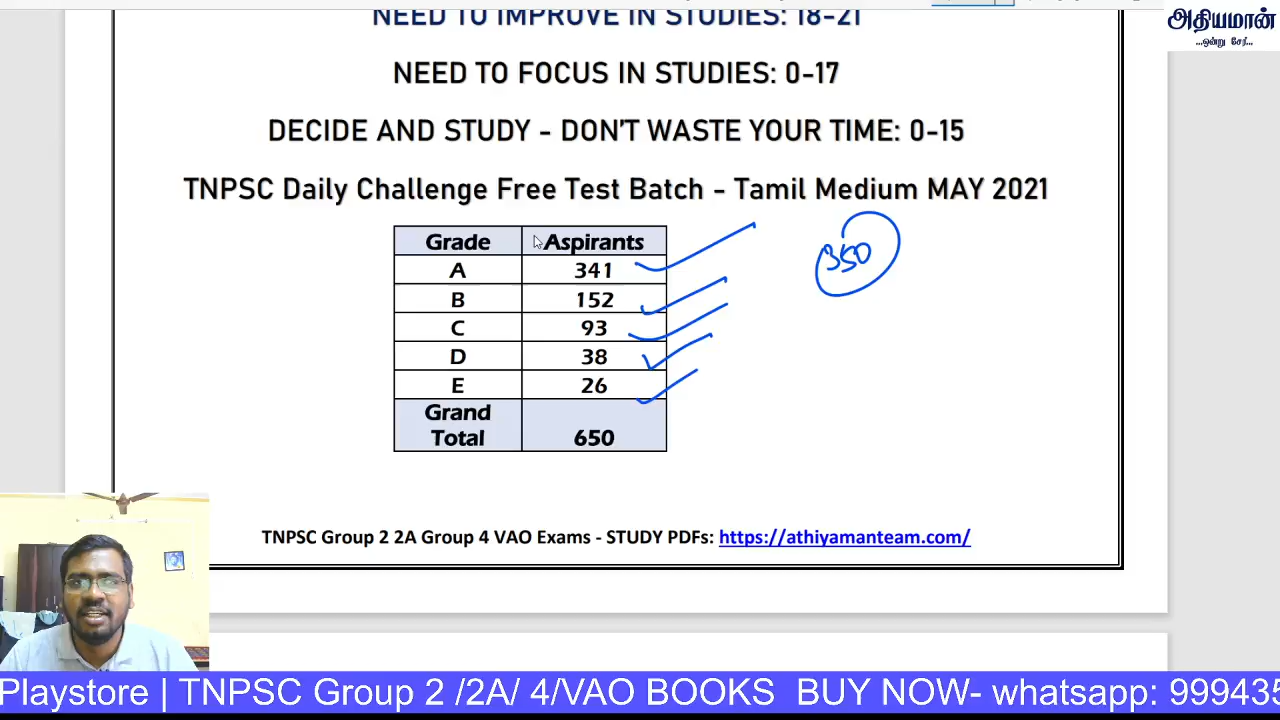 NEED TO IMPROVE IN STUDIES: 18-21
அதியமான்
...ஒன்று சேர்...
NEED TO FOCUS IN STUDIES: 0-17
DECIDE AND STUDY - DON'T WASTE YOUR TIME: 0-15
TNPSC Daily Challenge Free Test Batch - Tamil Medium MAY 2021
Grade Aspirants
A 341
B 152
C 93
D 38
E 26
Grand Total 650
350
TNPSC Group 2 2A Group 4 VAO Exams - STUDY PDFs: https://athiyamanteam.com/
Playstore | TNPSC Group 2 /2A/ 4/VAO BOOKS BUY NOW- whatsapp: 999435